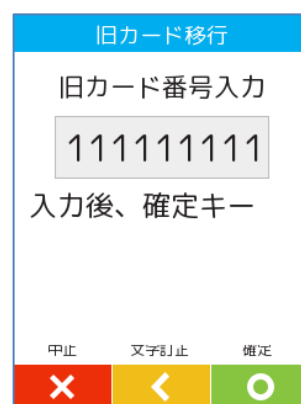 旧カード移行
旧カード番号入力
111111111
入力後、確定キー
中止 文字訂正 確定